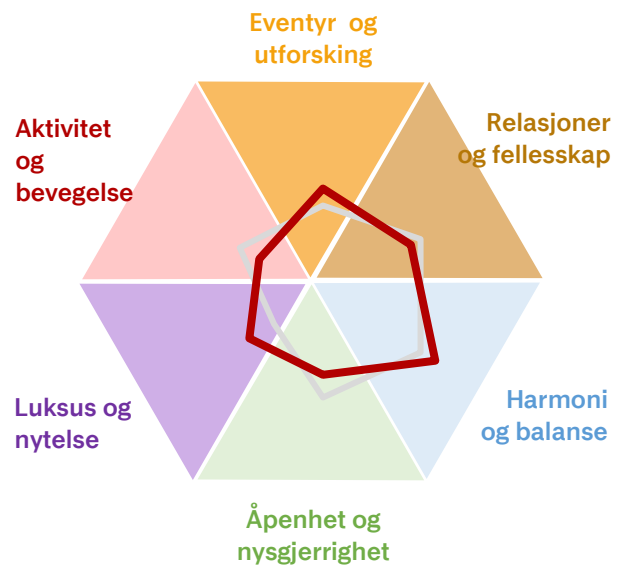 Eventyr og
utforsking
Relasjoner
og fellesskap
Harmoni
og balanse
Åpenhet og
nysgjerrighet
Luksus og
nytelse
Aktivitet
og
bevegelse